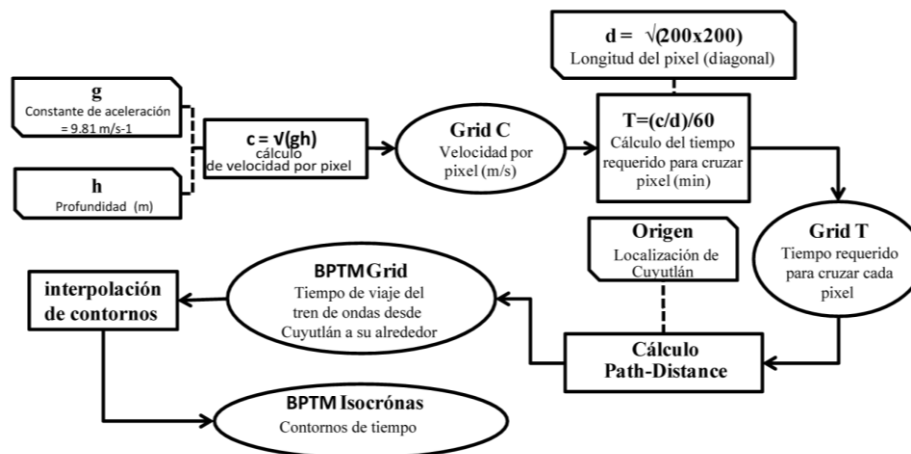 d = √(200x200)
Longitud del pixel (diagonal)
g
Constante de aceleración
= 9.81 m/s-1
h
Profundidad (m)
c = √(gh)
cálculo
de velocidad por pixel
Grid C
Velocidad por
pixel (m/s)
T=(c/d)/60
Cálculo del tiempo
requerido para cruzar
pixel (min)
Grid T
Tiempo requerido
para cruzar cada
pixel
Origen
Localización de
Cuyutlán
Cálculo
Path-Distance
BPTM Grid
Tiempo de viaje del
tren de ondas desde
Cuyutlán a su alrededor
interpolación
de contornos
BPTM Isocrónas
Contornos de tiempo